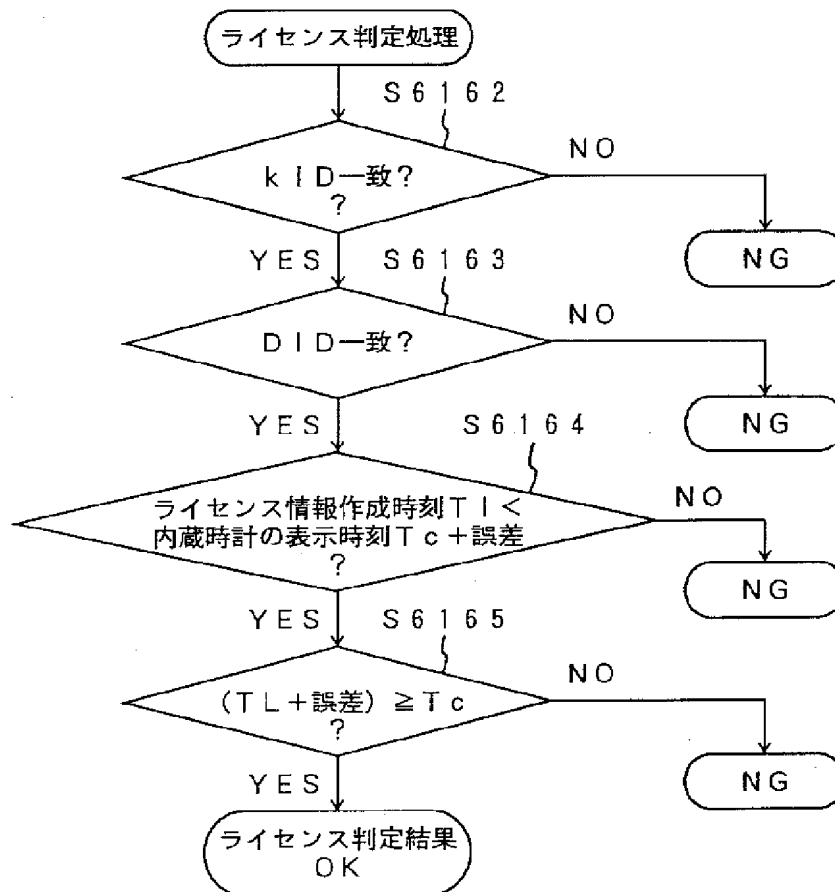 ライセンス判定処理
S6162
kID一致?
?
NO
NG
YES
S6163
DID一致?
NO
NG
YES
S6164
ライセンス情報作成時刻Tl<
内蔵時計の表示時刻Tc+誤差
?
NO
NG
YES
S6165
(TL+誤差)≧Tc
?
NO
NG
YES
ライセンス判定結果
OK